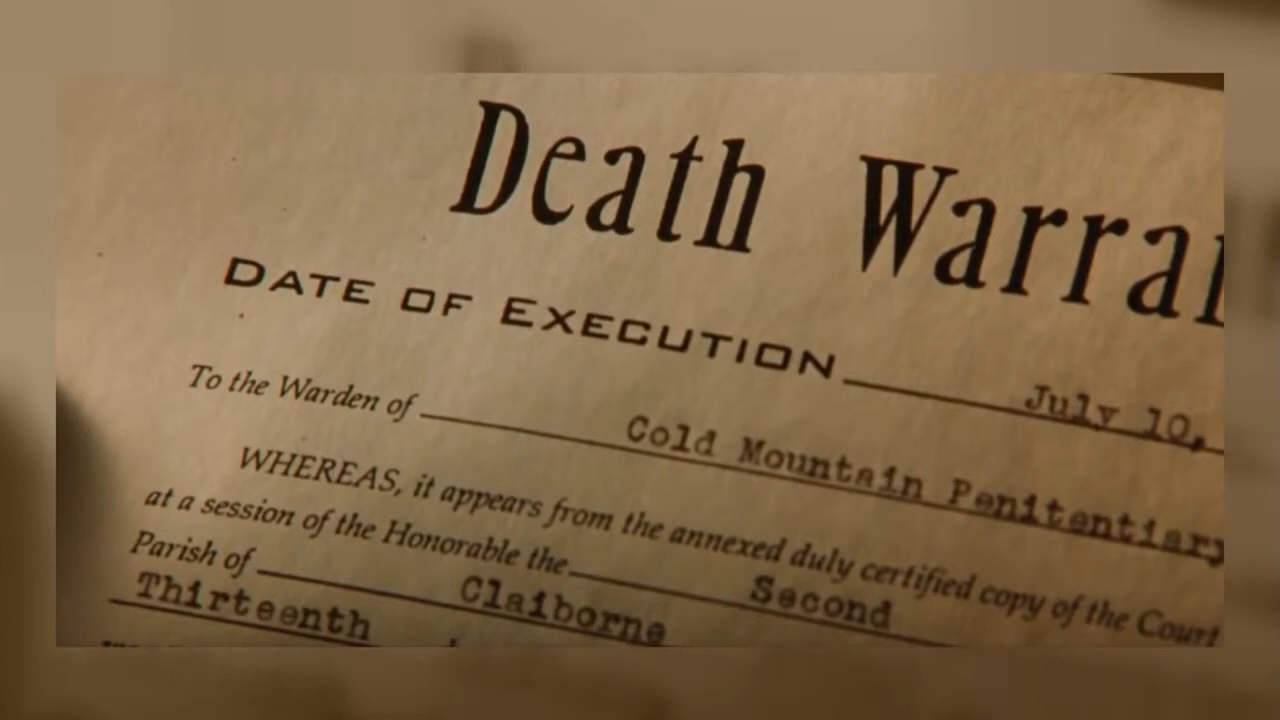 Death Warra
DATE OF EXECUTION July 10,
To the Warden of Cold Mountain Penitentiary
WHEREAS, it appears from the annexed duly certified copy of the Court
at a session of the Honorable the Second
Parish of Claiborne
Thirteenth